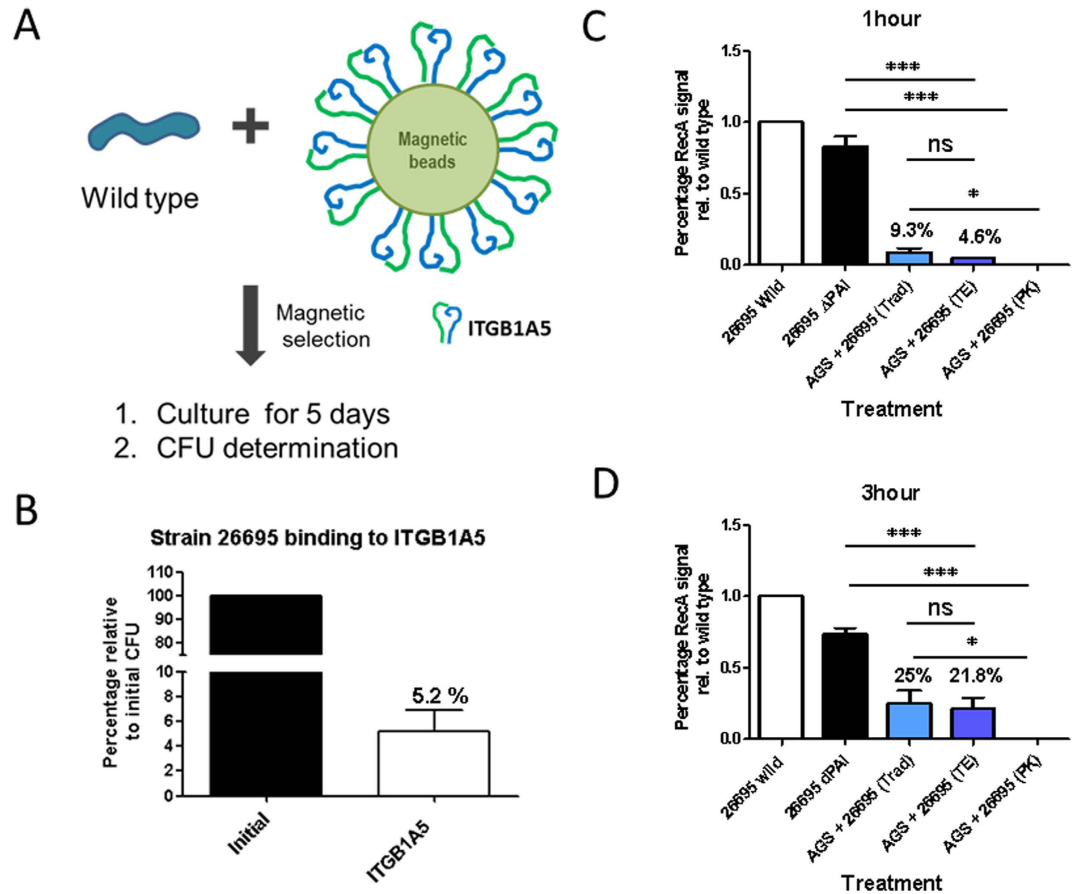 A
Wild type
+
Magnetic
beads
Magnetic
selection
ITGB1A5
1. Culture for 5 days
2. CFU determination
B
Strain 26695 binding to ITGB1A5
Percentage relative
to initial CFU
110
100
90
80
10
8
6
4
2
0
5.2 %
Initial
ITGB1A5
C
1hour
Percentage RecA signal
rel. to wild type
1.5
1.0
0.5
0.0
***
***
ns
*
9.3%
4.6%
26695 Wild
26695 ΔPAI
AGS + 26695 (Trad)
AGS + 26695 (TE)
AGS + 26695 (PK)
Treatment
D
3hour
Percentage RecA signal
rel. to wild type
1.5
1.0
0.5
0.0
***
***
ns
*
25%
21.8%
26695 wild
26695 dPAI
AGS + 26695 (Trad)
AGS + 26695 (TE)
AGS + 26695 (PK)
Treatment